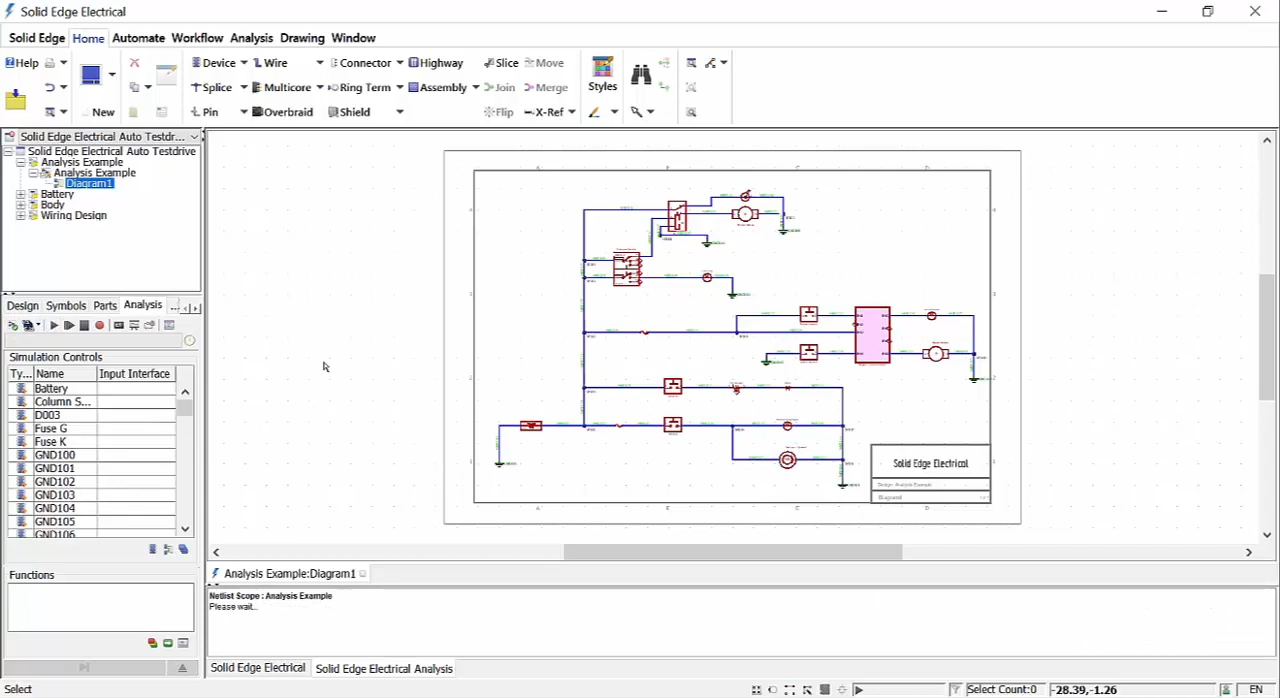 Solid Edge Electrical
Solid Edge Home Automate Workflow Analysis Drawing Window
Help Device Wire Connector Highway Slice Move
Splice Multicore Ring Term Assembly Join Merge Styles
New Pin Overbraid Shield Flip X-Ref
Solid Edge Electrical Auto Testdr...
Solid Edge Electrical Auto Testdrive
Analysis Example
Analysis Example
Diagram1
Battery
Body
Wiring Design
Design Symbols Parts Analysis ...
Simulation Controls
Ty... Name Input Interface
Battery
Column S...
D003
Fuse G
Fuse K
GND100
GND101
GND102
GND103
GND104
GND105
GND106
Functions
Solid Edge Electrical
Design: Analysis Example
Diagram1
Analysis Example:Diagram1
Netlist Scope : Analysis Example
Please wait..
Solid Edge Electrical Solid Edge Electrical Analysis
Select Select Count:0 -28.39,-1.26 EN